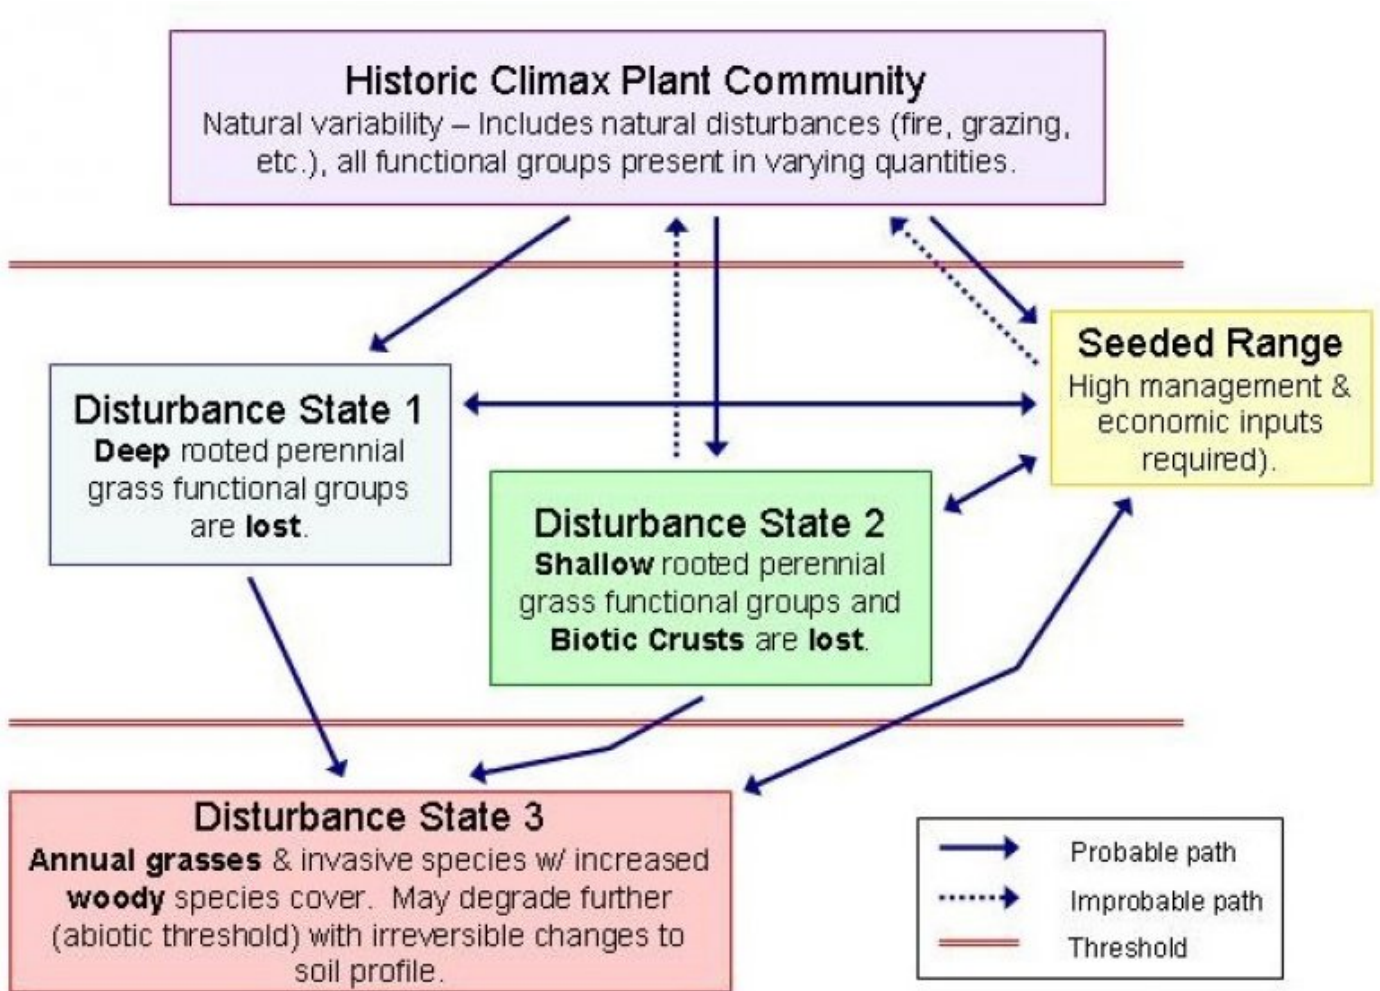 Historic Climax Plant Community
Natural variability – Includes natural disturbances (fire, grazing,
etc.), all functional groups present in varying quantities.
Seeded Range
High management &
economic inputs
required).
Disturbance State 1
Deep rooted perennial
grass functional groups
are lost.
Disturbance State 2
Shallow rooted perennial
grass functional groups and
Biotic Crusts are lost.
Disturbance State 3
Annual grasses & invasive species w/ increased
woody species cover. May degrade further
(abiotic threshold) with irreversible changes to
soil profile.
Probable path
Improbable path
Threshold